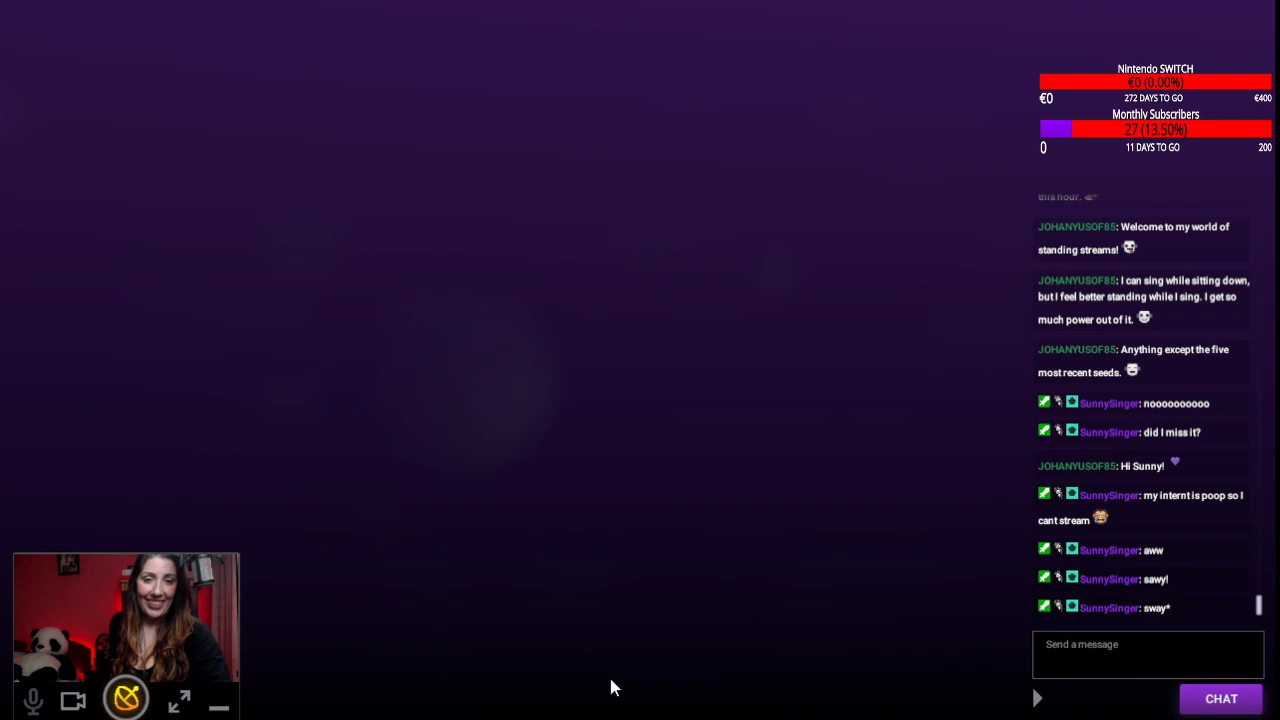 Nintendo SWITCH
€0 (0.00%)
€0 272 DAYS TO GO €400
Monthly Subscribers
27 (13.50%)
0 11 DAYS TO GO 200
this hour.
JOHANYUSOF85: Welcome to my world of
standing streams!
JOHANYUSOF85: I can sing while sitting down,
but I feel better standing while I sing. I get so
much power out of it.
JOHANYUSOF85: Anything except the five
most recent seeds.
SunnySinger: noooooooooo
SunnySinger: did I miss it?
JOHANYUSOF85: Hi Sunny!
SunnySinger: my internt is poop so I
cant stream
SunnySinger: aww
SunnySinger: sawy!
SunnySinger: sway*
Send a message
CHAT